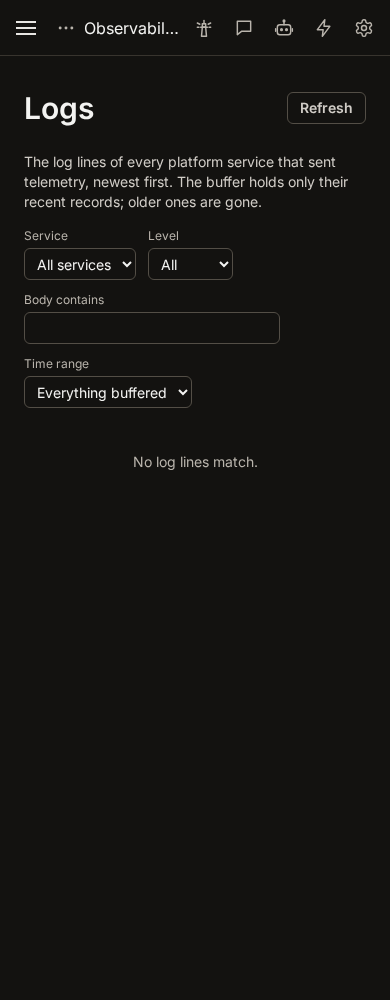 Observabil...
Logs
Refresh
The log lines of every platform service that sent
telemetry, newest first. The buffer holds only their
recent records; older ones are gone.
Service
Level
All services
All
Body contains
Time range
Everything buffered
No log lines match.